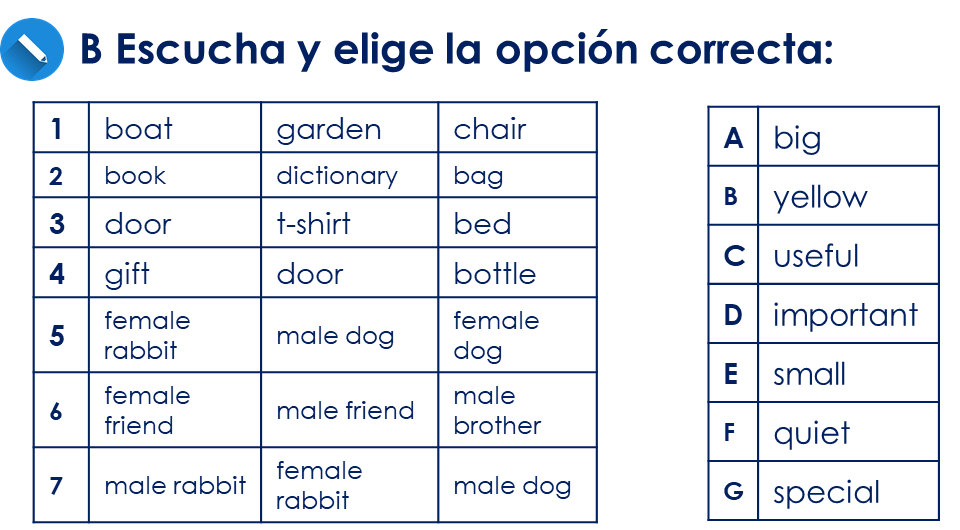 B Escucha y elige la opción correcta:
1 boat garden chair
2 book dictionary bag
3 door t-shirt bed
4 gift door bottle
5 female rabbit male dog female dog
6 female friend male friend male brother
7 male rabbit female rabbit male dog
A big
B yellow
C useful
D important
E small
F quiet
G special